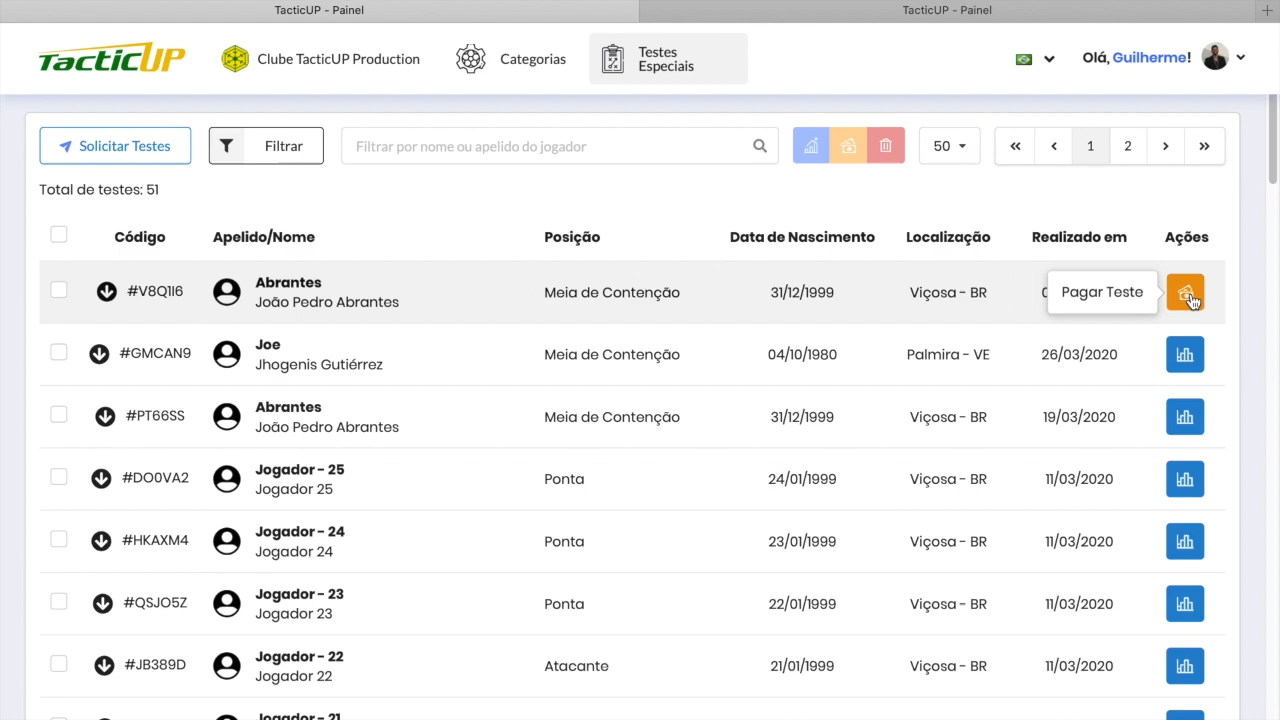 TacticUP - Painel
TacticUP - Painel
TacticUP
Clube TacticUP Production
Categorias
Testes
Especiais
Olá, Guilherme!
Solicitar Testes
Filtrar
Filtrar por nome ou apelido do jogador
50
«
‹
1
2
›
»
Total de testes: 51
Código
Apelido/Nome
Posição
Data de Nascimento
Localização
Realizado em
Ações
#V8Q1I6
Abrantes
João Pedro Abrantes
Meia de Contenção
31/12/1999
Viçosa - BR
Pagar Teste
#GMCAN9
Joe
Jhogenis Gutiérrez
Meia de Contenção
04/10/1980
Palmira - VE
26/03/2020
#PT66SS
Abrantes
João Pedro Abrantes
Meia de Contenção
31/12/1999
Viçosa - BR
19/03/2020
#DO0VA2
Jogador - 25
Jogador 25
Ponta
24/01/1999
Viçosa - BR
11/03/2020
#HKAXM4
Jogador - 24
Jogador 24
Ponta
23/01/1999
Viçosa - BR
11/03/2020
#QSJO5Z
Jogador - 23
Jogador 23
Ponta
22/01/1999
Viçosa - BR
11/03/2020
#JB389D
Jogador - 22
Jogador 22
Atacante
21/01/1999
Viçosa - BR
11/03/2020
Jogador - 21